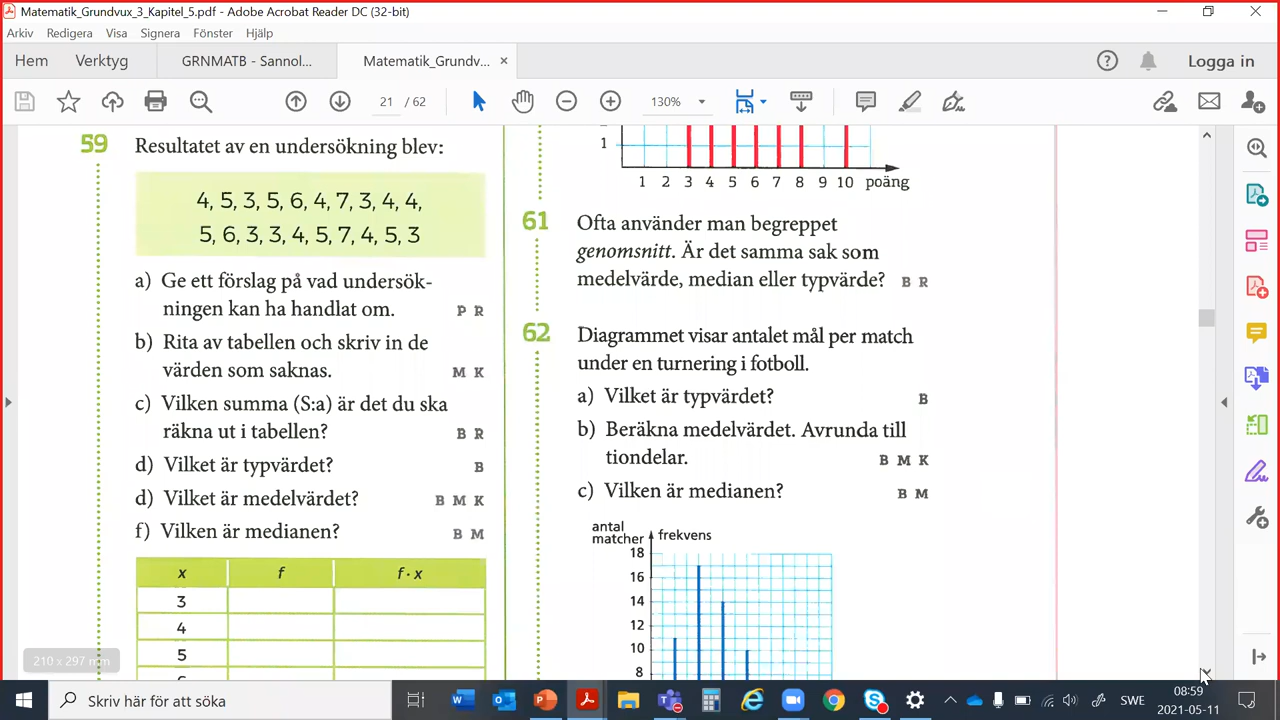 Matematik_Grundvux_3_Kapitel_5.pdf - Adobe Acrobat Reader DC (32-bit)
Arkiv Redigera Visa Signera Fönster Hjälp
Hem Verktyg GRNMATB - Sannol... Matematik_Grundv... × Logga in
21 / 62 130%
59 Resultatet av en undersökning blev:
4, 5, 3, 5, 6, 4, 7, 3, 4, 4,
5, 6, 3, 3, 4, 5, 7, 4, 5, 3
a) Ge ett förslag på vad undersök-
ningen kan ha handlat om. P R
b) Rita av tabellen och skriv in de
värden som saknas. M K
c) Vilken summa (S:a) är det du ska
räkna ut i tabellen? B R
d) Vilket är typvärdet? B
d) Vilket är medelvärdet? B M K
f) Vilken är medianen? B M
x f f · x
3
4
5
1
1 2 3 4 5 6 7 8 9 10 poäng
61 Ofta använder man begreppet
genomsnitt. Är det samma sak som
medelvärde, median eller typvärde? B R
62 Diagrammet visar antalet mål per match
under en turnering i fotboll.
a) Vilket är typvärdet? B
b) Beräkna medelvärdet. Avrunda till
tiondelar. B M K
c) Vilken är medianen? B M
antal
matcher frekvens
18
16
14
12
10
8
210 x 297 mm
Skriv här för att söka
SWE
08:59
2021-05-11